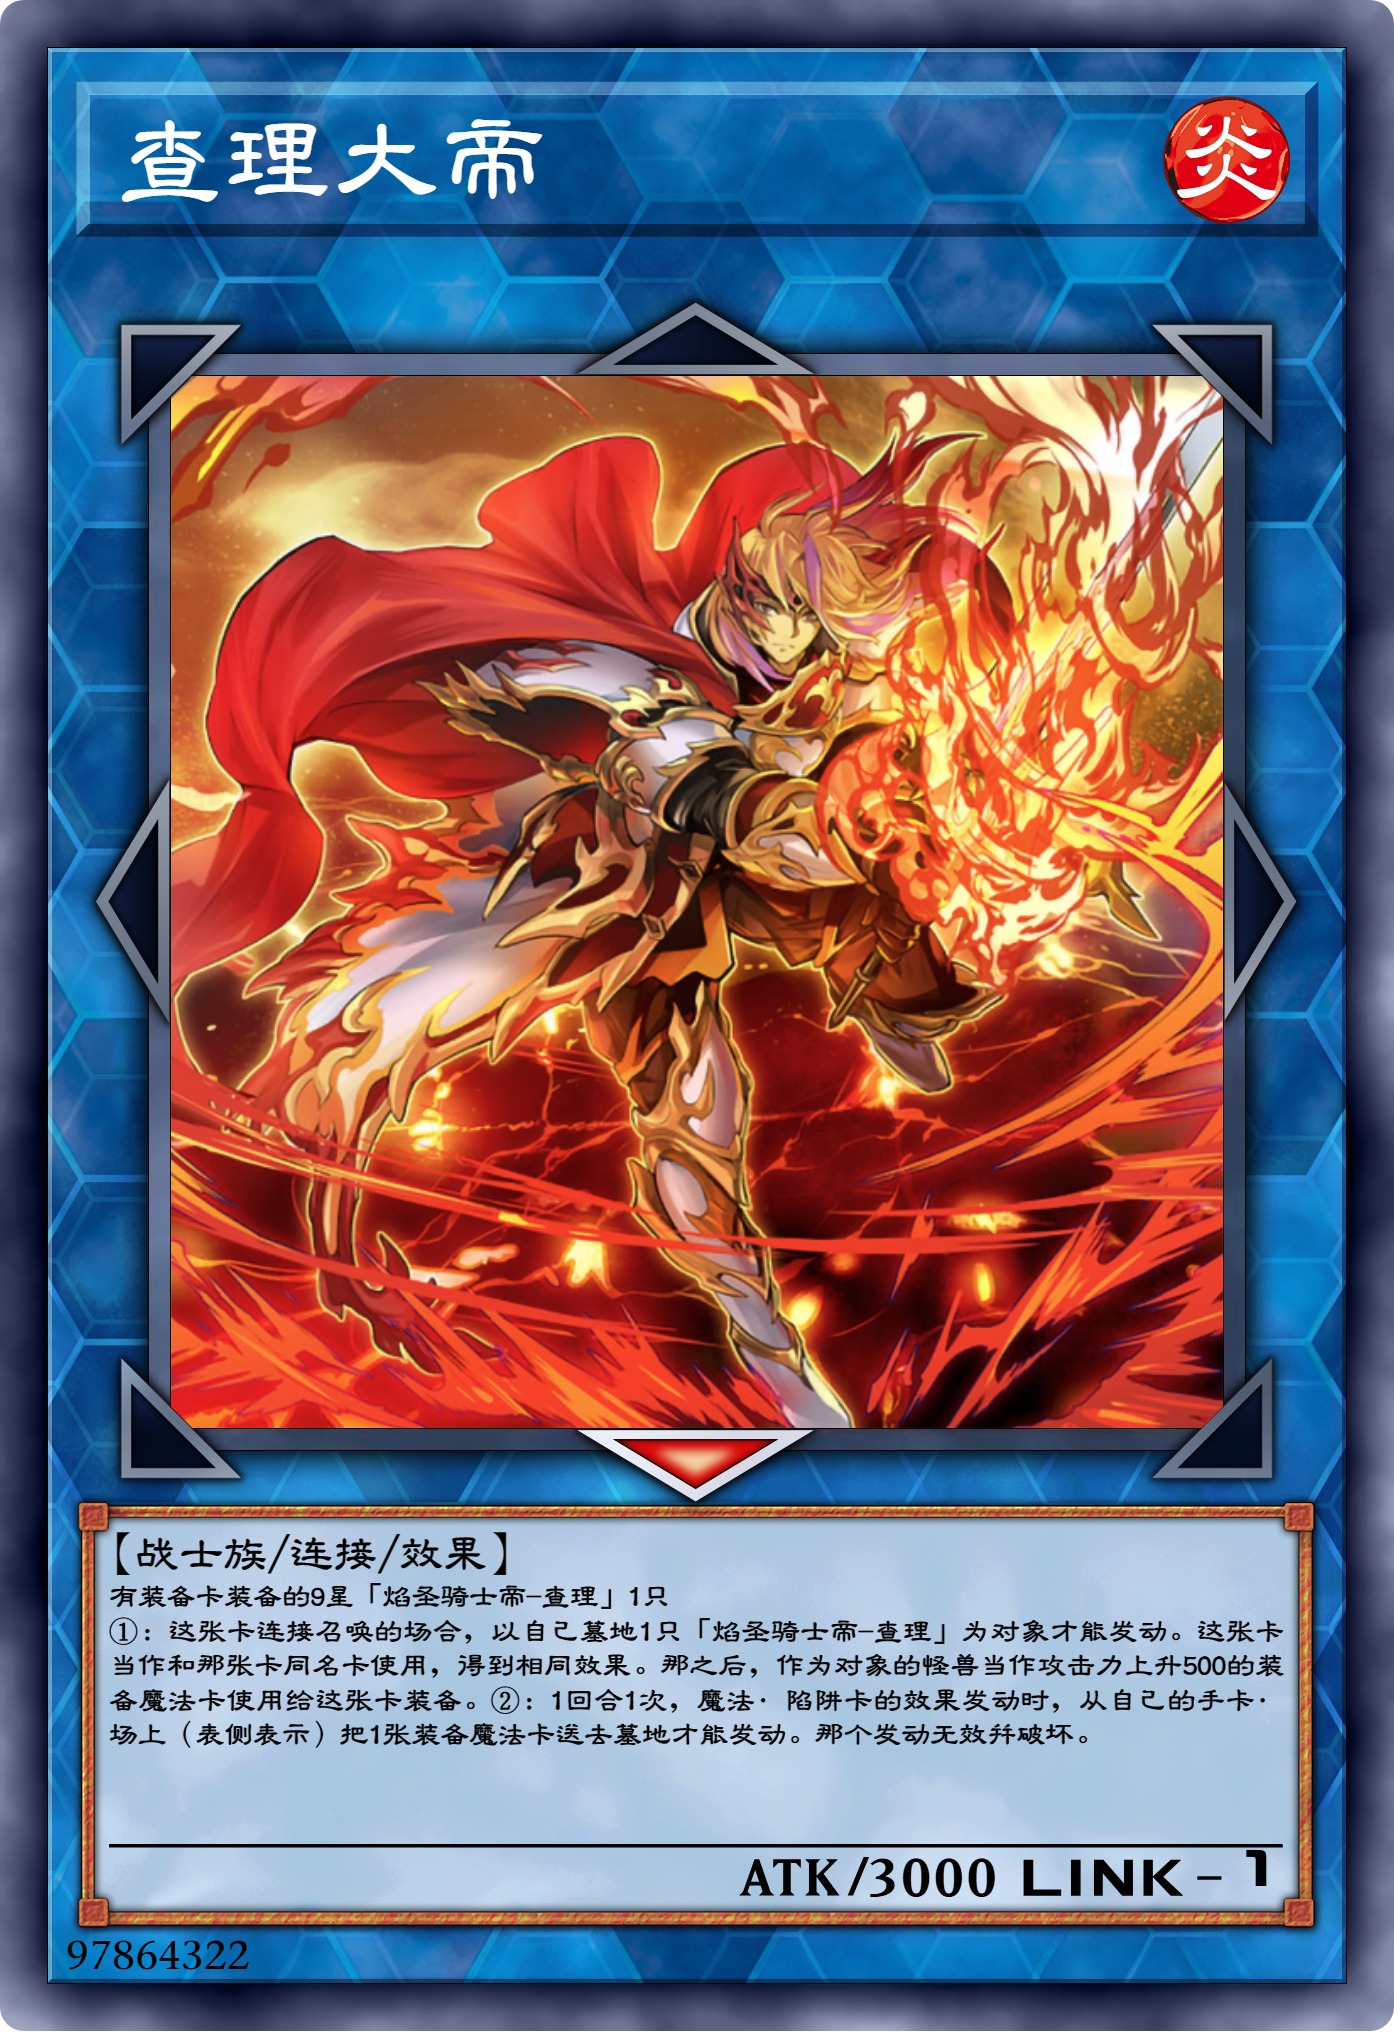 查理大帝
炎
【战士族/连接/效果】
有装备卡装备的9星「焰圣骑士帝-查理」1只
①：这张卡连接召唤的场合，以自己墓地1只「焰圣骑士帝-查理」为对象才能发动。这张卡
当作和那张卡同名卡使用，得到相同效果。那之后，作为对象的怪兽当作攻击力上升500的装
备魔法卡使用给这张卡装备。②：1回合1次，魔法·陷阱卡的效果发动时，从自己的手卡·
场上（表侧表示）把1张装备魔法卡送去墓地才能发动。那个发动无效并破坏。
ATK/3000 LINK-1
97864322